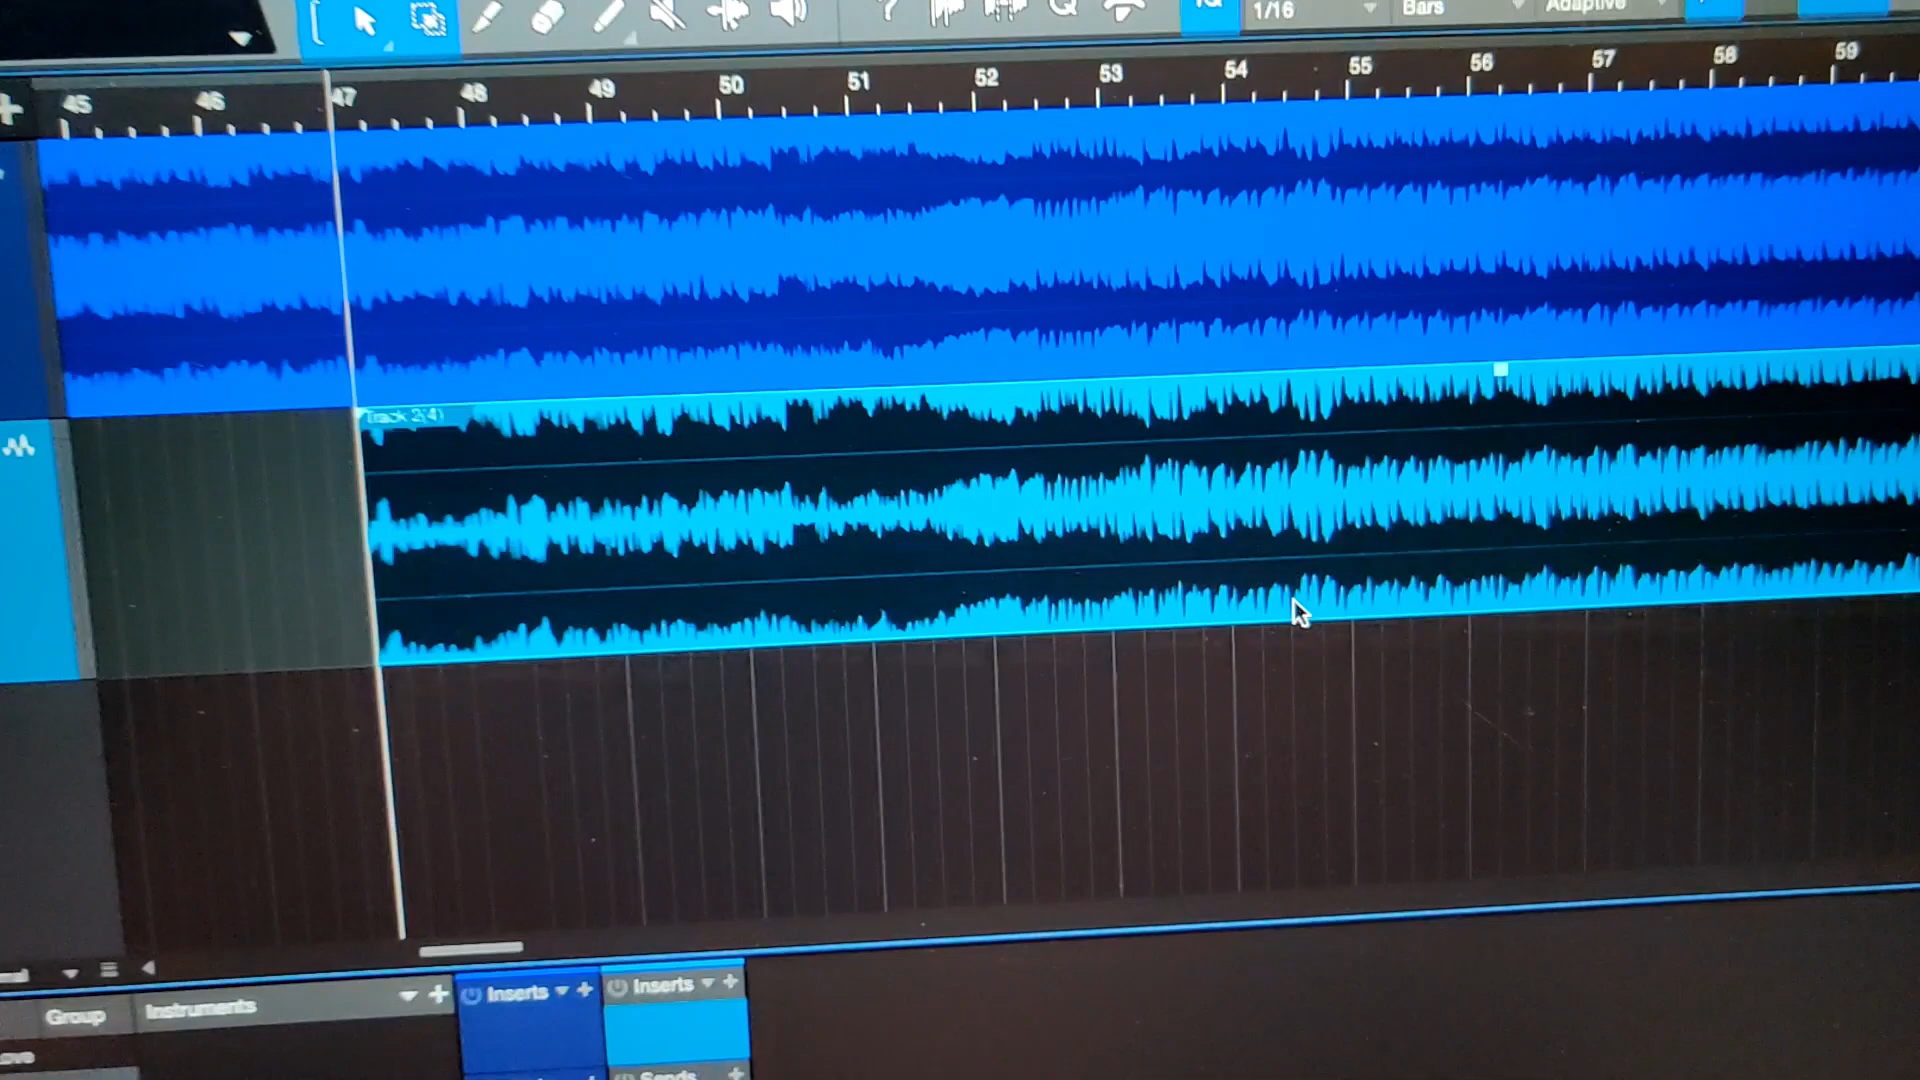 1/16 Bars Adaptive
45 46 47 48 49 50 51 52 53 54 55 56 57 58 59
Track 2(4)
Group Instruments Inserts Inserts
Sends